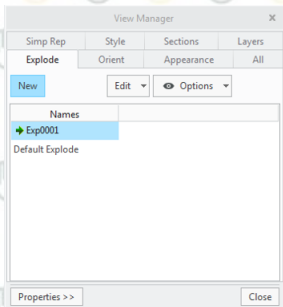 View Manager
Simp Rep Style Sections Layers
Explode Orient Appearance All
New Edit Options
Names
Exp0001
Default Explode
Properties >> Close